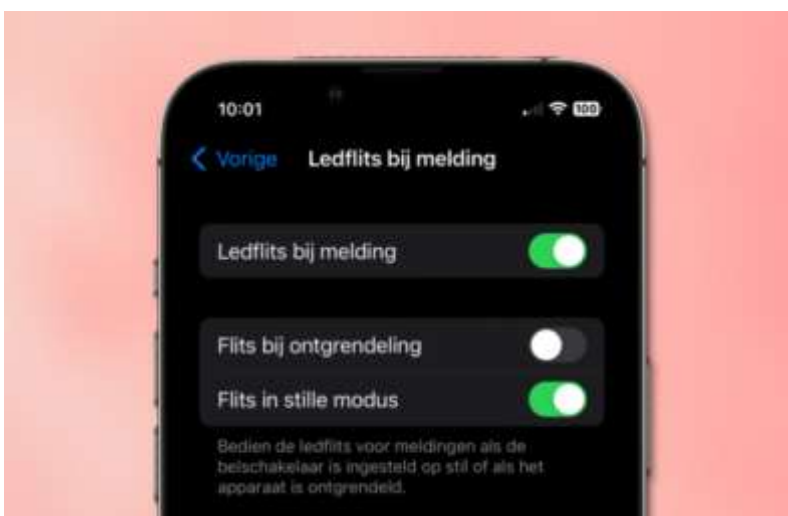 10:01
100
Vorige Ledflits bij melding
Ledflits bij melding
Flits bij ontgrendeling
Flits in stille modus
Bedien de ledflits voor meldingen als de
belschakelaar is ingesteld op stil of als het
apparaat is ontgrendeld.